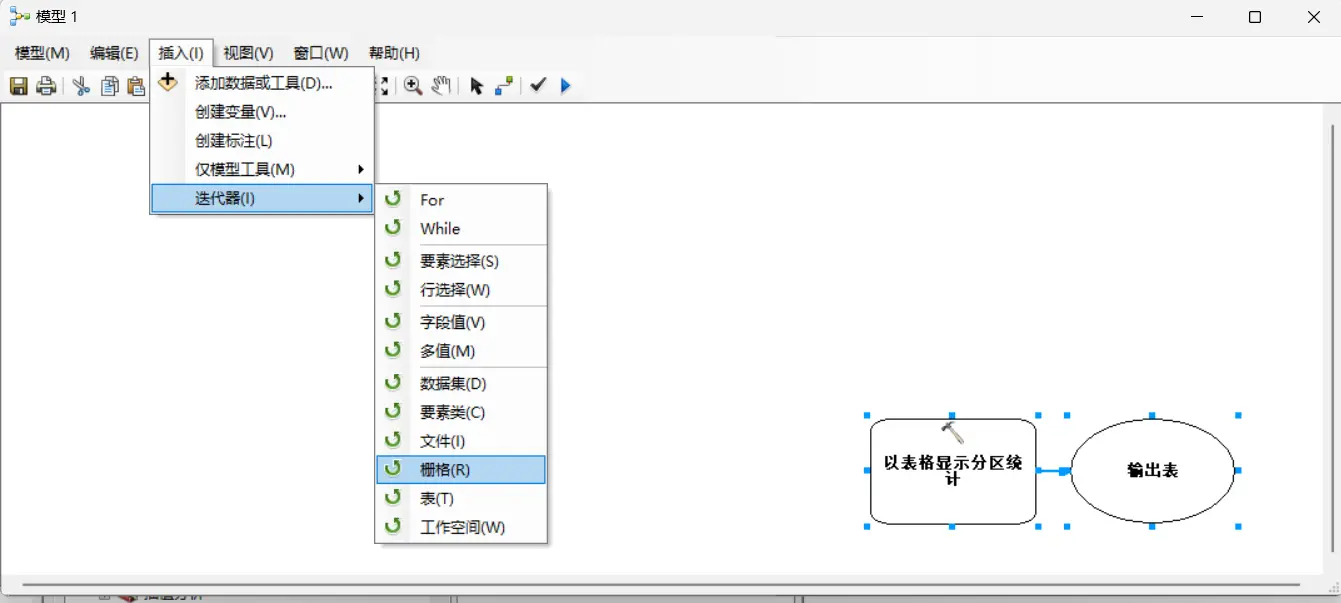 模型 1
模型(M) 编辑(E) 插入(I) 视图(V) 窗口(W) 帮助(H)
添加数据或工具(D)...
创建变量(V)...
创建标注(L)
仅模型工具(M)
迭代器(I)
For
While
要素选择(S)
行选择(W)
字段值(V)
多值(M)
数据集(D)
要素类(C)
文件(I)
栅格(R)
表(T)
工作空间(W)
以表格显示分区统
计
输出表